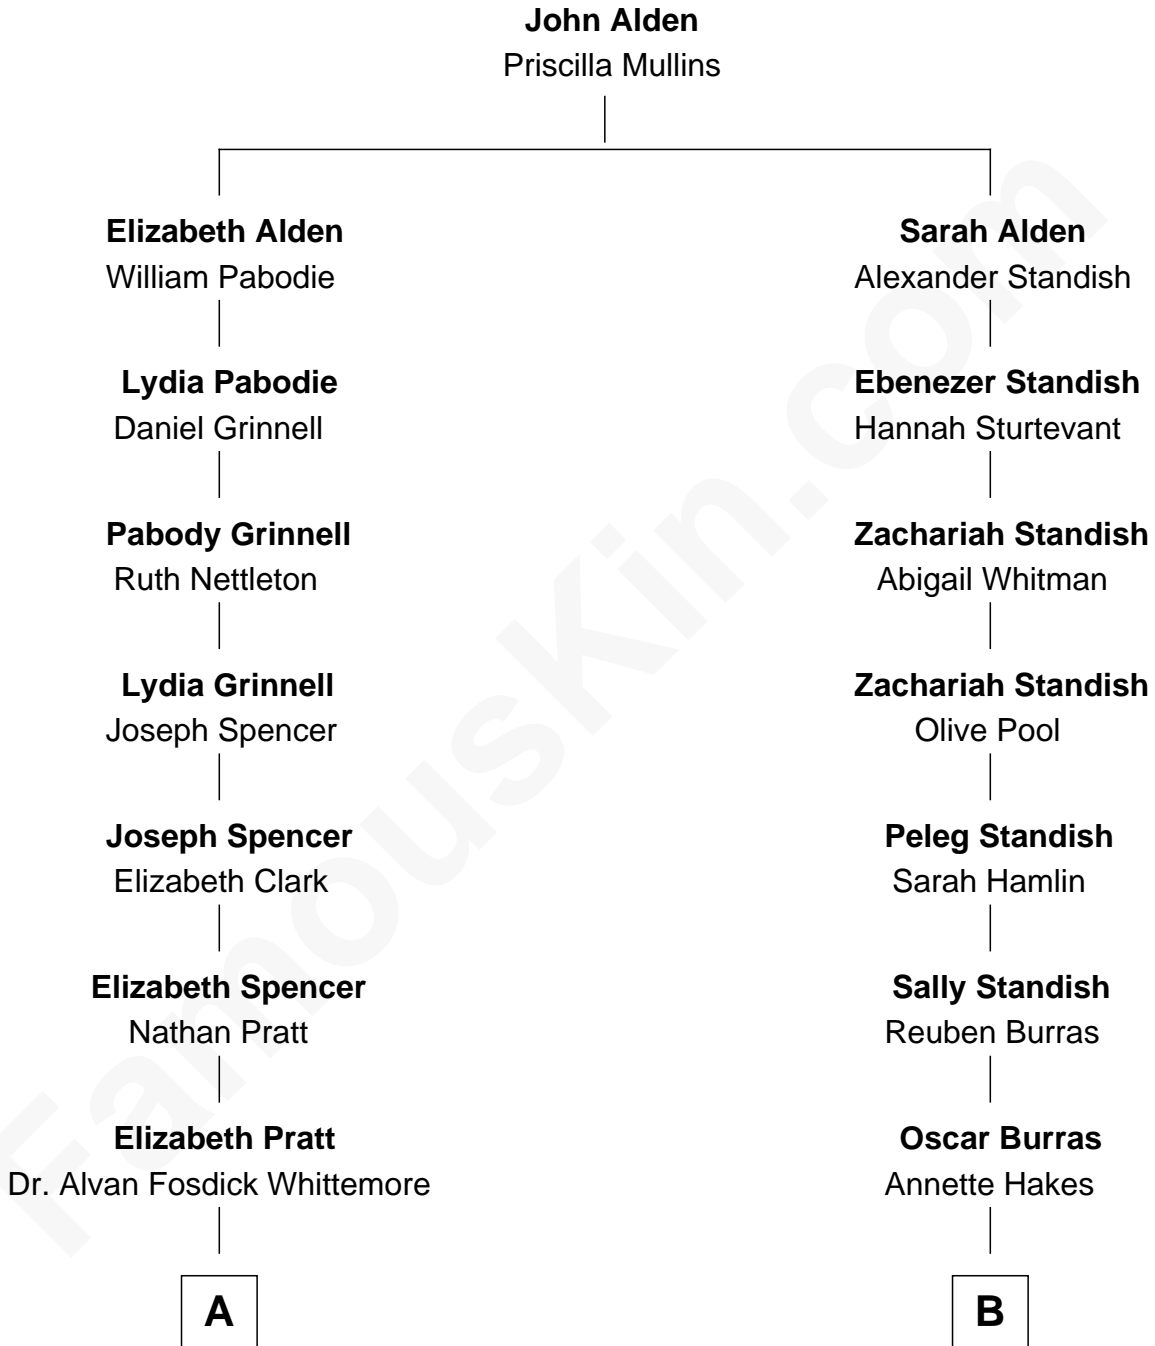 John Alden
Priscilla Mullins
Elizabeth Alden
William Pabodie
Sarah Alden
Alexander Standish
Lydia Pabodie
Daniel Grinnell
Ebenezer Standish
Hannah Sturtevant
Pabody Grinnell
Ruth Nettleton
Zachariah Standish
Abigail Whitman
Lydia Grinnell
Joseph Spencer
Zachariah Standish
Olive Pool
Joseph Spencer
Elizabeth Clark
Peleg Standish
Sarah Hamlin
Elizabeth Spencer
Nathan Pratt
Sally Standish
Reuben Burras
Elizabeth Pratt
Dr. Alvan Fosdick Whittemore
Oscar Burras
Annette Hakes
A
B
FamousKin.com